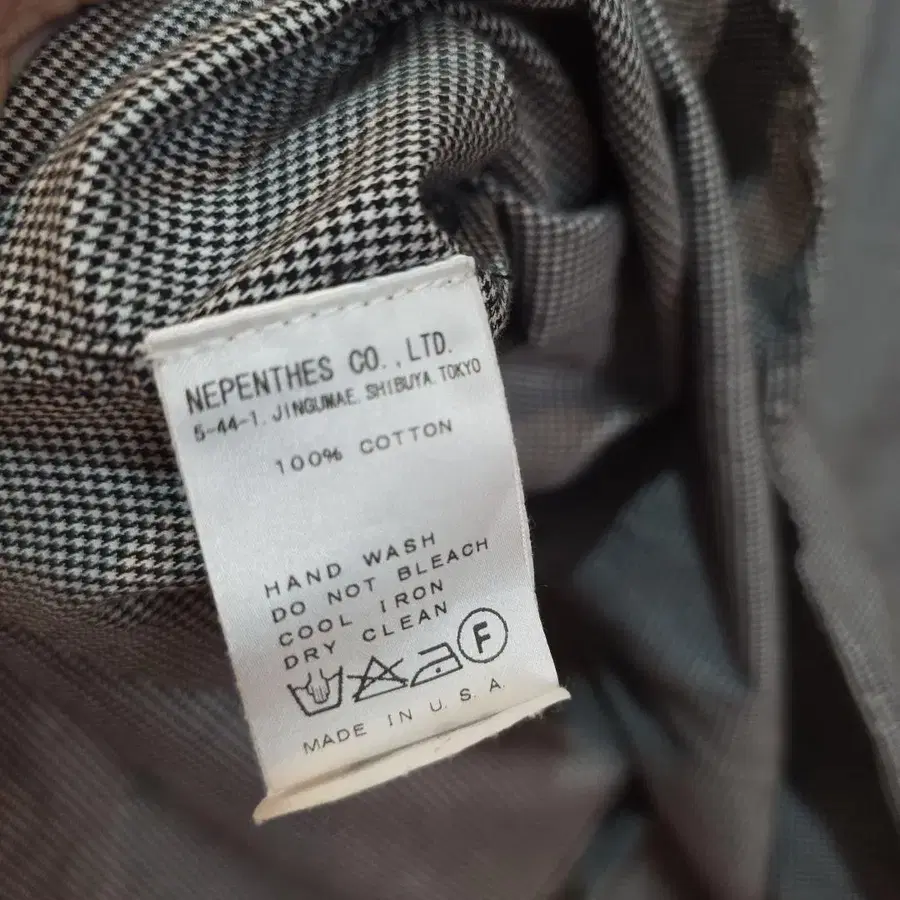 NEPENTHES CO.,LTD.
5-44-1, JINGUMAE, SHIBUYA, TOKYO
100% COTTON
HAND WASH
DO NOT BLEACH
COOL IRON
DRY CLEAN
F
MADE IN U.S.A.